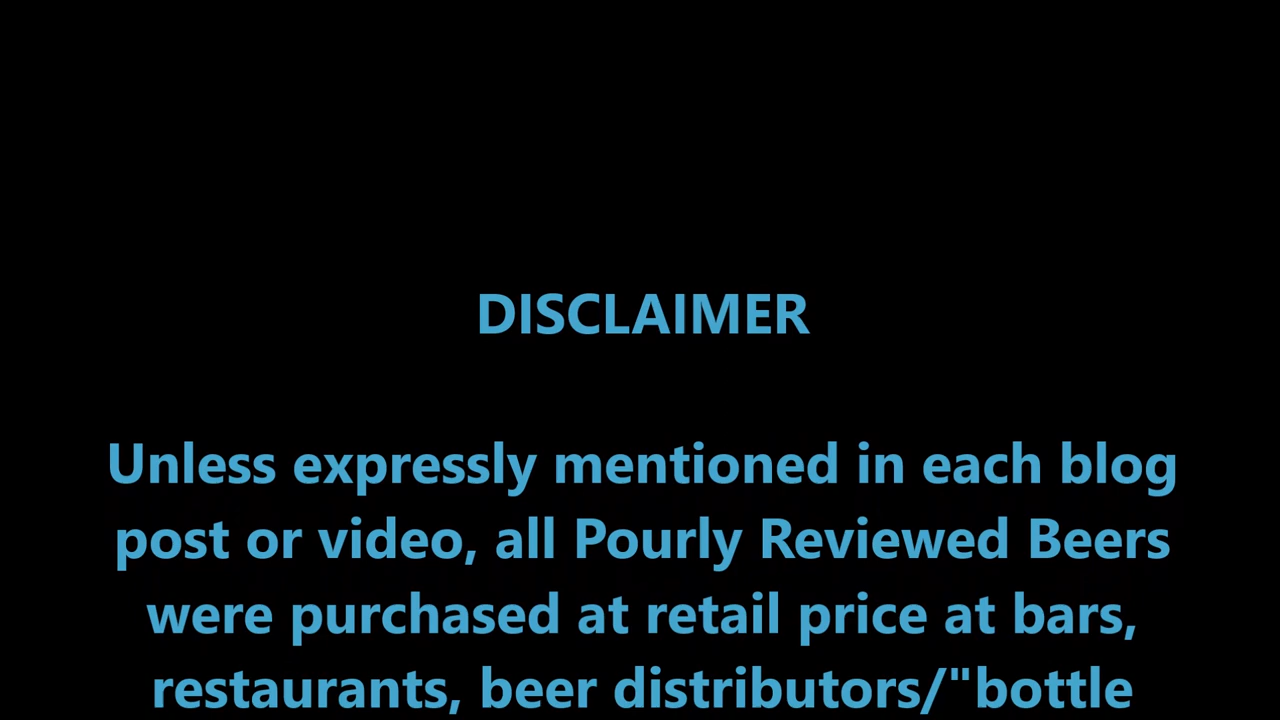 DISCLAIMER
Unless expressly mentioned in each blog
post or video, all Pourly Reviewed Beers
were purchased at retail price at bars,
restaurants, beer distributors/"bottle